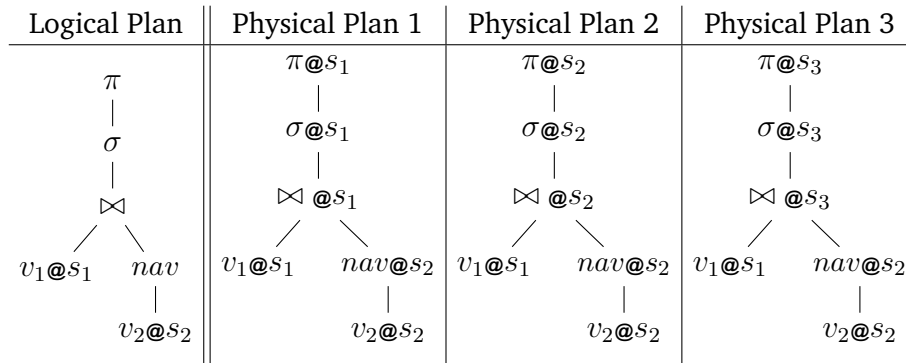 Logical Plan Physical Plan 1 Physical Plan 2 Physical Plan 3
π π@s₁ π@s₂ π@s₃
σ σ@s₁ σ@s₂ σ@s₃
⋈ ⋈ @s₁ ⋈ @s₂ ⋈ @s₃
v₁@s₁ nav v₁@s₁ nav@s₂ v₁@s₁ nav@s₂ v₁@s₁ nav@s₂
v₂@s₂ v₂@s₂ v₂@s₂ v₂@s₂